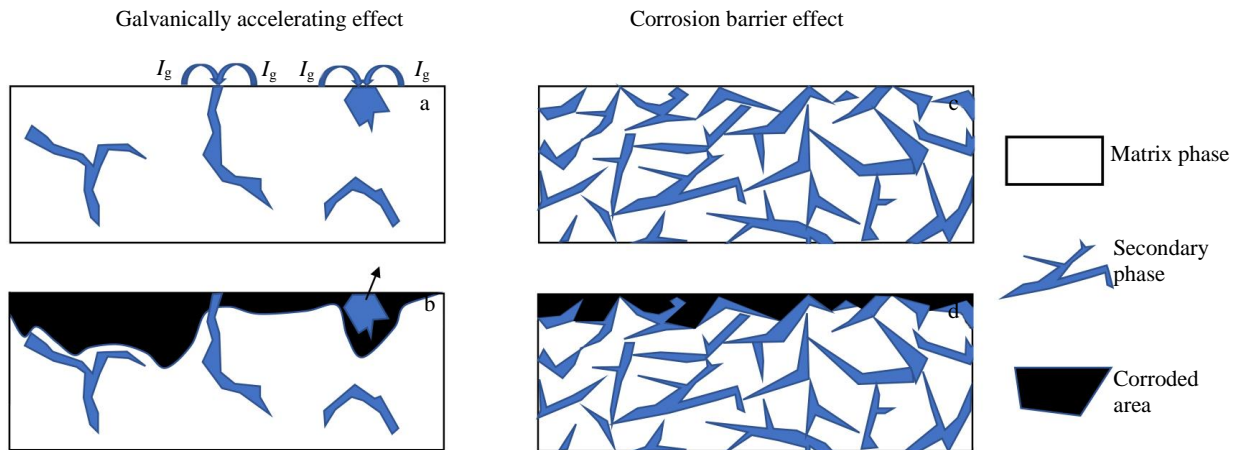 Galvanically accelerating effect
Corrosion barrier effect
Ig Ig Ig Ig
a
c
Matrix phase
Secondary
phase
b
d
Corroded
area